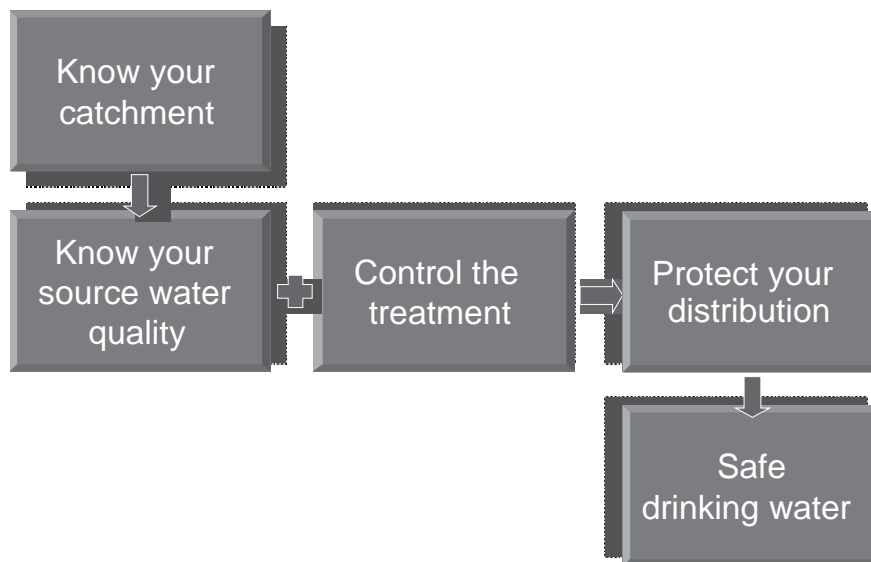 Know your
catchment
Know your
source water
quality
Control the
treatment
Protect your
distribution
Safe
drinking water